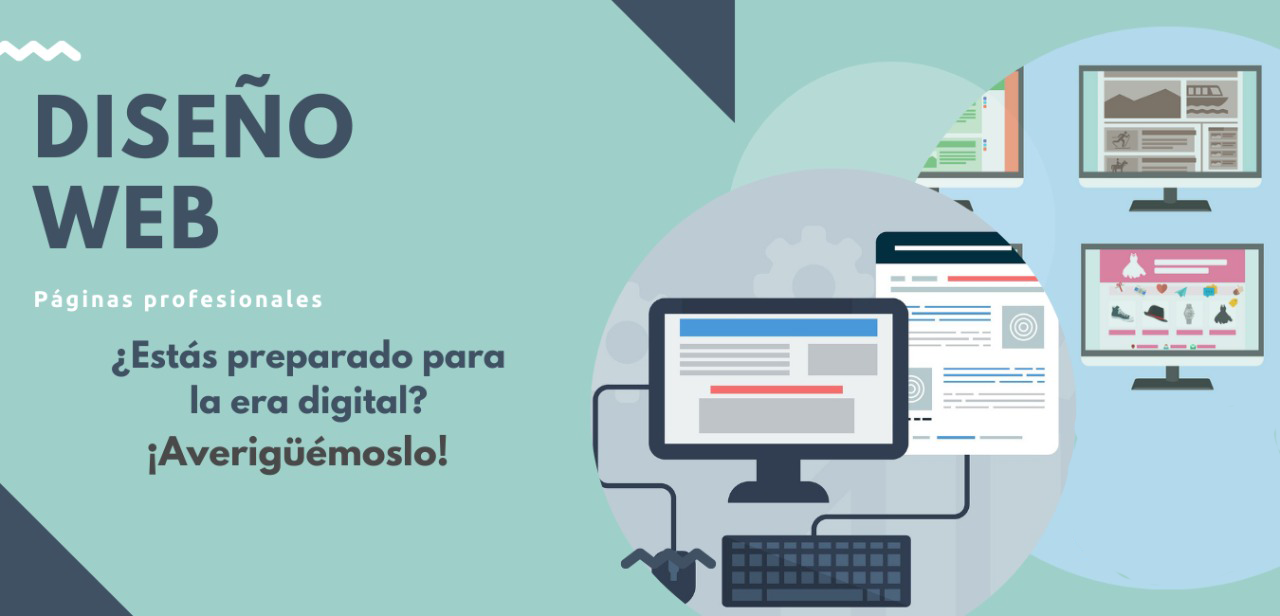 DISEÑO
WEB
Páginas profesionales
¿Estás preparado para
la era digital?
¡Averigüémoslo!